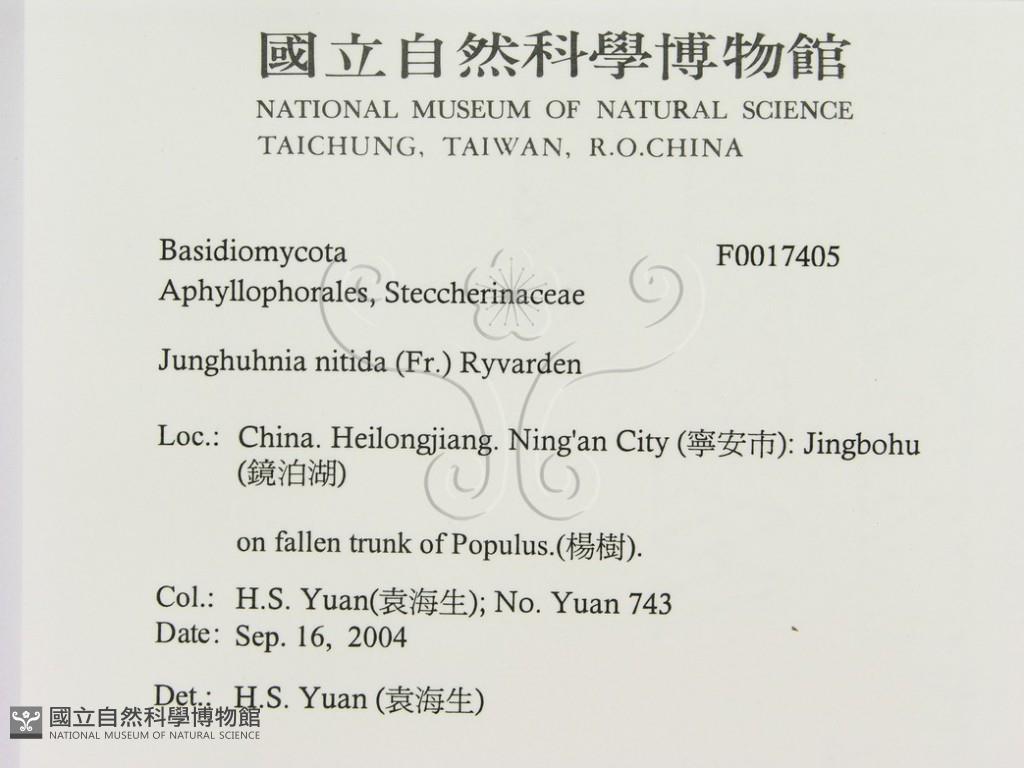 國立自然科學博物館
NATIONAL MUSEUM OF NATURAL SCIENCE
TAICHUNG, TAIWAN, R.O.CHINA
Basidiomycota F0017405
Aphyllophorales, Steccherinaceae
Junghuhnia nitida (Fr.) Ryvarden
Loc.: China. Heilongjiang. Ning'an City (寧安市): Jingbohu
(鏡泊湖)
on fallen trunk of Populus.(楊樹).
Col.: H.S. Yuan(袁海生); No. Yuan 743
Date: Sep. 16, 2004
Det.: H.S. Yuan (袁海生)
國立自然科學博物館
NATIONAL MUSEUM OF NATURAL SCIENCE